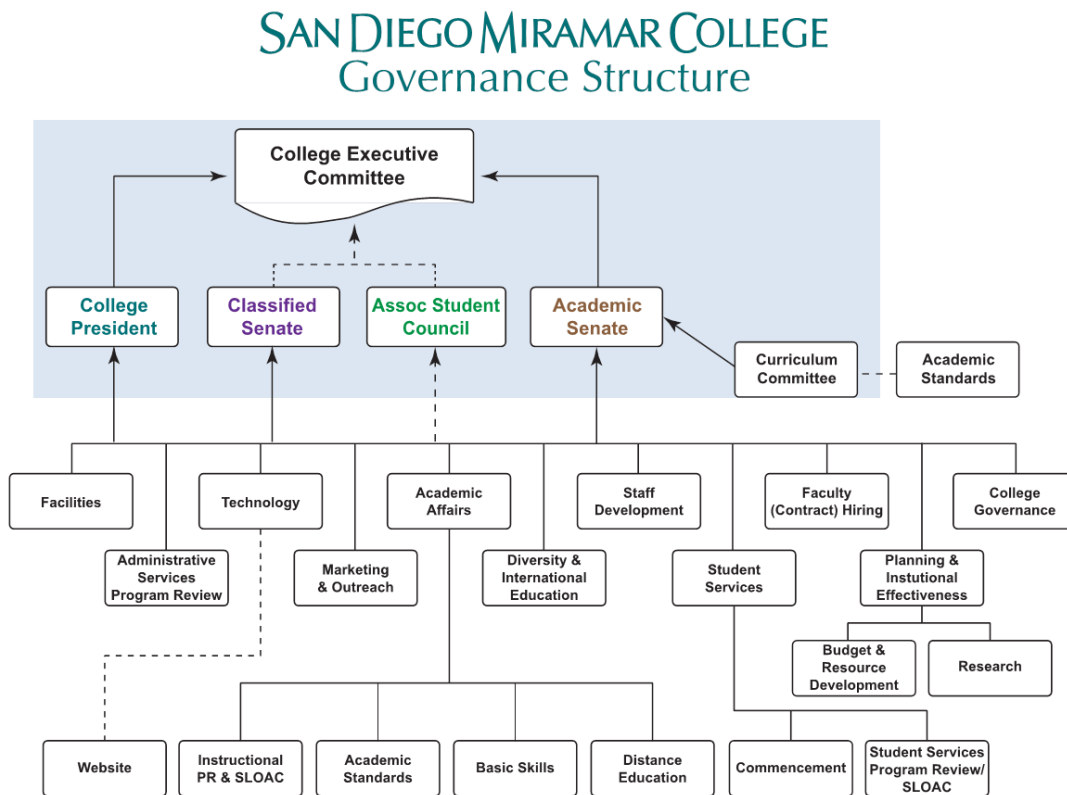 SAN DIEGO MIRAMAR COLLEGE
Governance Structure
College Executive
Committee
College
President
Classified
Senate
Assoc Student
Council
Academic
Senate
Curriculum
Committee
Academic
Standards
Facilities
Technology
Academic
Affairs
Staff
Development
Faculty
(Contract) Hiring
College
Governance
Administrative
Services
Program Review
Marketing
& Outreach
Diversity &
International
Education
Student
Services
Planning &
Instutional
Effectiveness
Budget &
Resource
Development
Research
Website
Instructional
PR & SLOAC
Academic
Standards
Basic Skills
Distance
Education
Commencement
Student Services
Program Review/
SLOAC